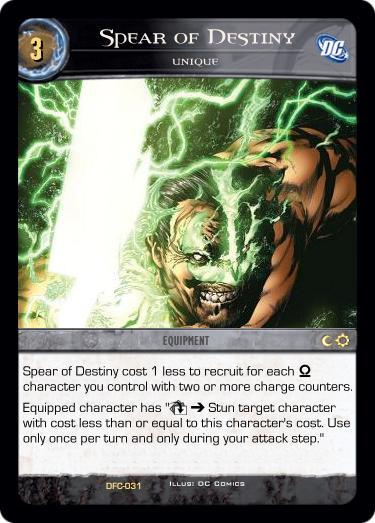 3
SPEAR OF DESTINY
DC
UNIQUE
EQUIPMENT
Spear of Destiny cost 1 less to recruit for each Ω
character you control with two or more charge counters.
Equipped character has " ➔ Stun target character
with cost less than or equal to this character's cost. Use
only once per turn and only during your attack step."
DFC-031
ILLUS: DC COMICS